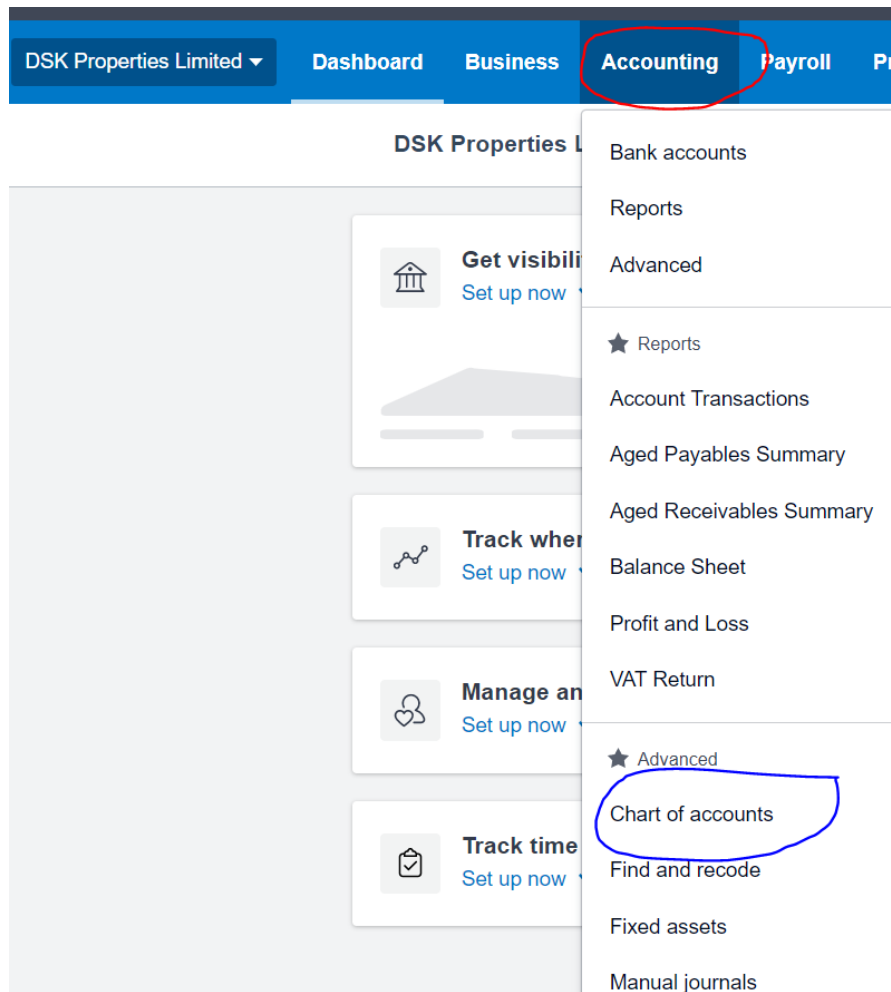 DSK Properties Limited Dashboard Business Accounting Payroll
DSK Properties L
Get visibili
Set up now
Track wher
Set up now
Manage an
Set up now
Track time
Set up now
Bank accounts
Reports
Advanced
Reports
Account Transactions
Aged Payables Summary
Aged Receivables Summary
Balance Sheet
Profit and Loss
VAT Return
Advanced
Chart of accounts
Find and recode
Fixed assets
Manual journals